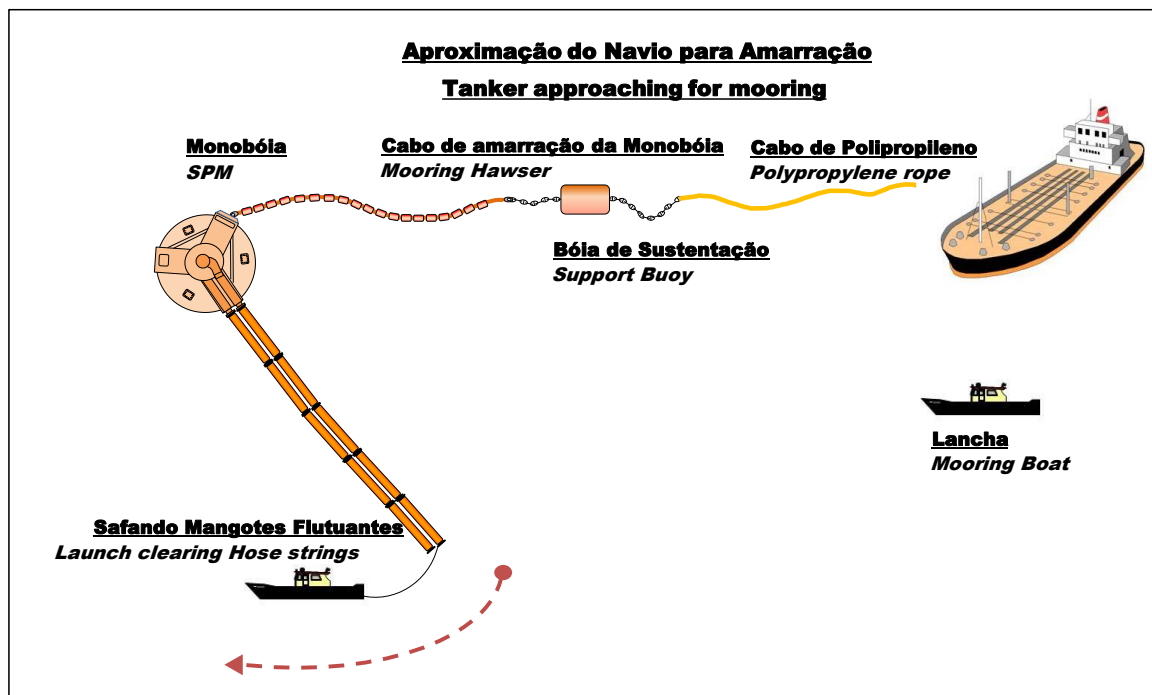 Aproximação do Navio para Amarração
Tanker approaching for mooring
Monobóia
SPM
Cabo de amarração da Monobóia
Mooring Hawser
Cabo de Polipropileno
Polypropylene rope
Bóia de Sustentação
Support Buoy
Lancha
Mooring Boat
Safando Mangotes Flutuantes
Launch clearing Hose strings